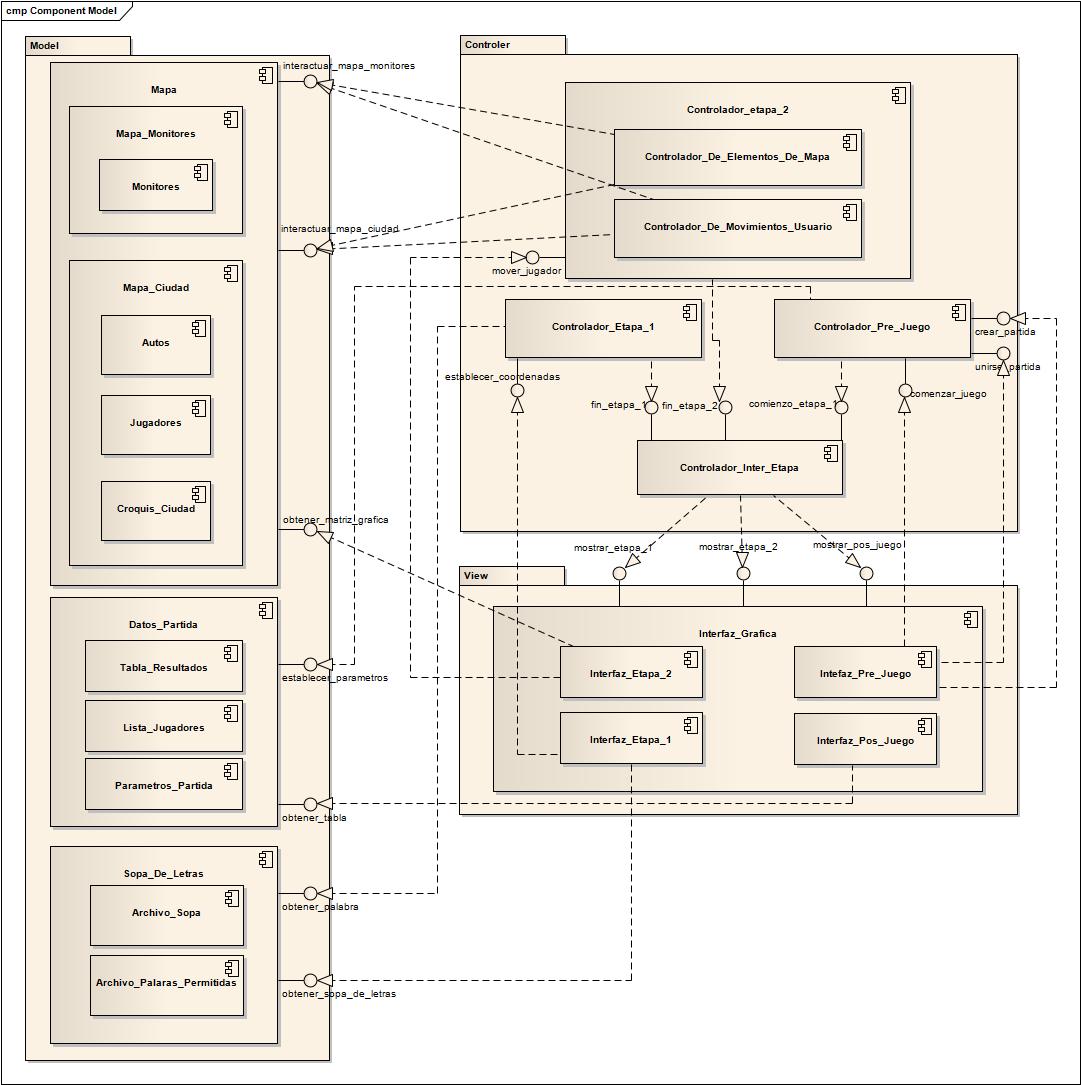 cmp Component Model
Model
Mapa
Mapa_Monitores
Monitores
Mapa_Ciudad
Autos
Jugadores
Croquis_Ciudad
Datos_Partida
Tabla_Resultados
Lista_Jugadores
Parametros_Partida
Sopa_De_Letras
Archivo_Sopa
Archivo_Palaras_Permitidas
interactuar_mapa_monitores
interactuar_mapa_ciudad
obtener_matriz_grafica
establecer_parametros
obtener_tabla
obtener_palabra
obtener_sopa_de_letras
Controler
Controlador_etapa_2
Controlador_De_Elementos_De_Mapa
Controlador_De_Movimientos_Usuario
mover_jugador
Controlador_Etapa_1
Controlador_Pre_Juego
crear_partida
unirse_partida
establecer_coordenadas
comenzar_juego
fin_etapa_1
fin_etapa_2
comienzo_etapa_1
Controlador_Inter_Etapa
mostrar_etapa_1
mostrar_etapa_2
mostrar_pos_juego
View
Interfaz_Grafica
Interfaz_Etapa_2
Intefaz_Pre_Juego
Interfaz_Etapa_1
Interfaz_Pos_Juego